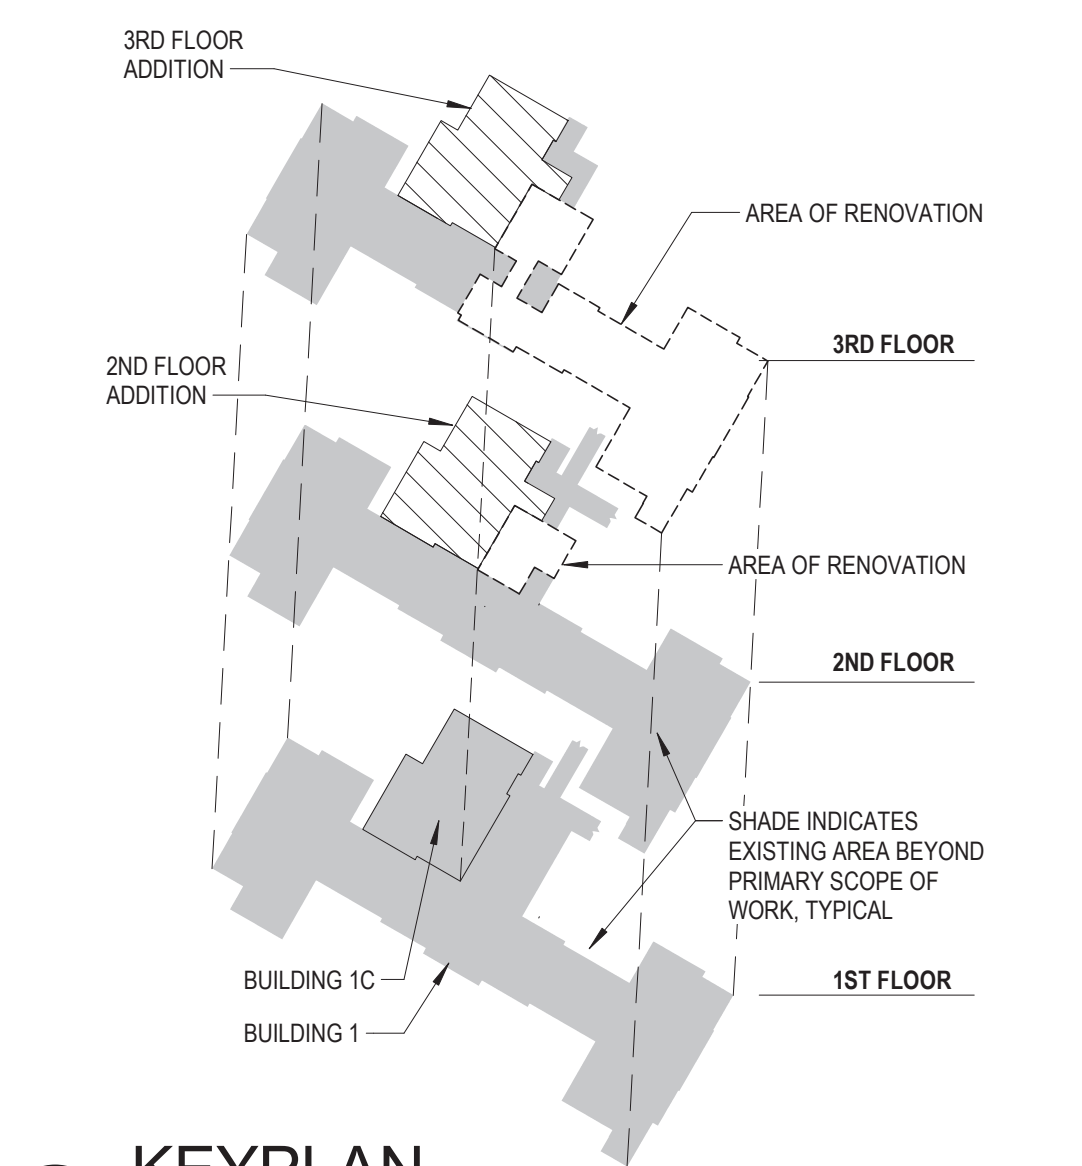 3RD FLOOR
ADDITION
AREA OF RENOVATION
3RD FLOOR
2ND FLOOR
ADDITION
AREA OF RENOVATION
2ND FLOOR
SHADE INDICATES
EXISTING AREA BEYOND
PRIMARY SCOPE OF
WORK, TYPICAL
BUILDING 1C
1ST FLOOR
BUILDING 1
KEYPLAN